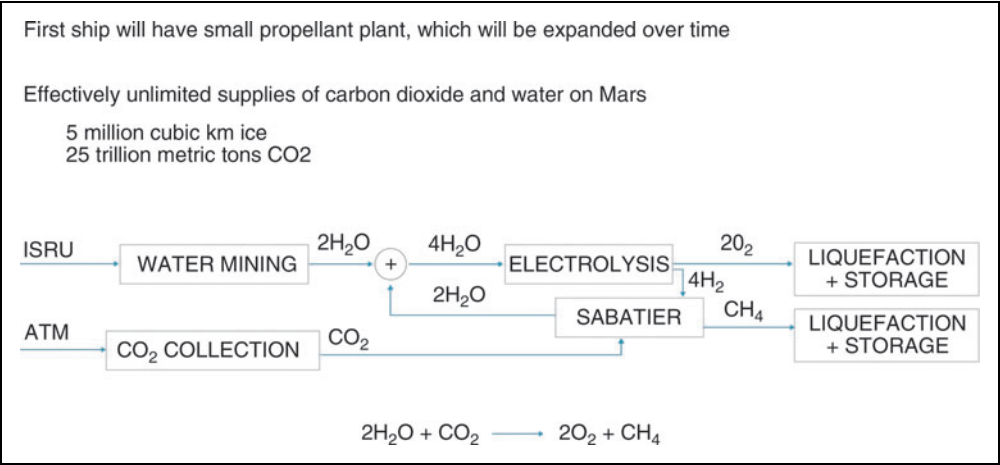 First ship will have small propellant plant, which will be expanded over time
Effectively unlimited supplies of carbon dioxide and water on Mars
5 million cubic km ice
25 trillion metric tons CO2
ISRU
WATER MINING
2H₂O
+
4H₂O
ELECTROLYSIS
2O₂
LIQUEFACTION
+ STORAGE
4H₂
2H₂O
SABATIER
CH₄
LIQUEFACTION
+ STORAGE
ATM
CO₂ COLLECTION
CO₂
2H₂O + CO₂ → 2O₂ + CH₄